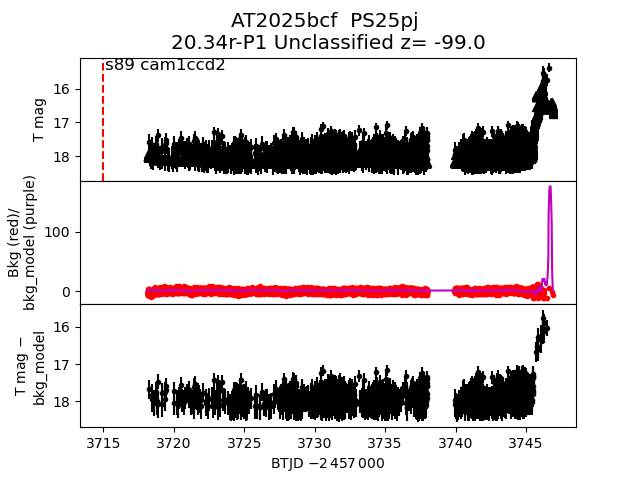 AT2025bcf  PS25pj
20.34r-P1 Unclassified z= -99.0
s89 cam1ccd2
T mag
16
17
18
Bkg (red)/
bkg_model (purple)
100
0
T mag −
bkg_model
16
17
18
3715 3720 3725 3730 3735 3740 3745
BTJD −2 457 000